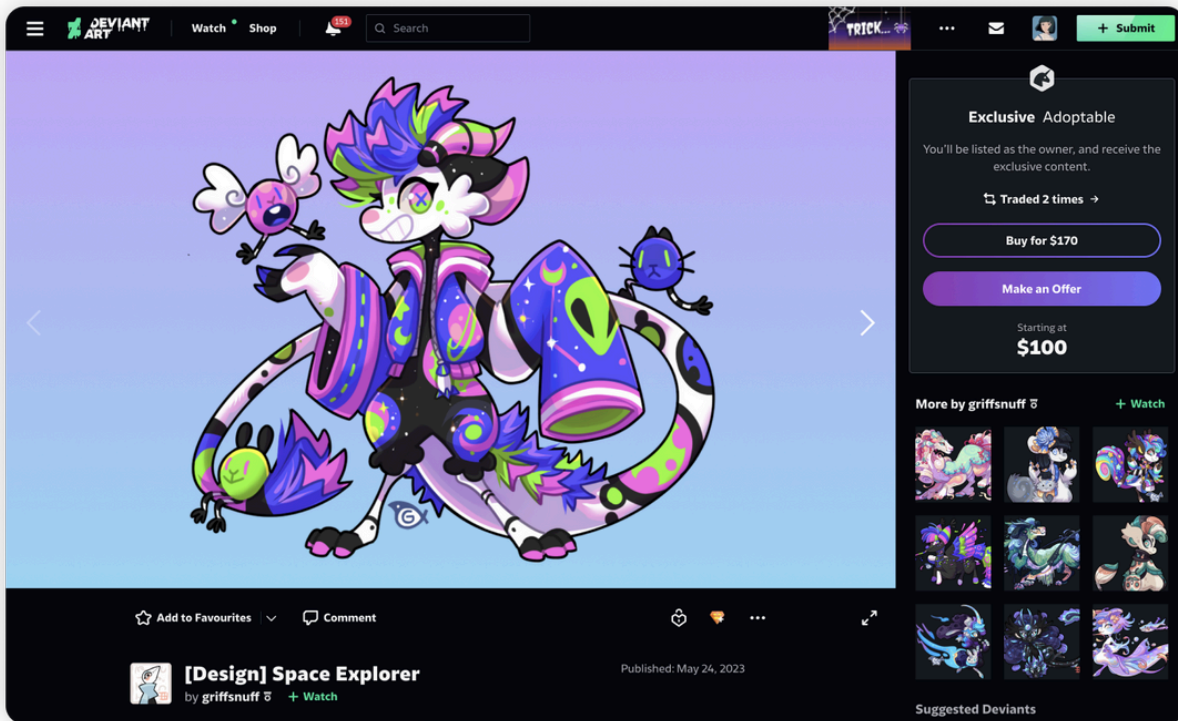 DEVIANT ART
Watch
Shop
151
Search
TRICK...
+ Submit
Exclusive Adoptable
You'll be listed as the owner, and receive the
exclusive content.
Traded 2 times →
Buy for $170
Make an Offer
Starting at
$100
More by griffsnuff
+ Watch
G
Add to Favourites
Comment
[Design] Space Explorer
by griffsnuff + Watch
Published: May 24, 2023
Suggested Deviants